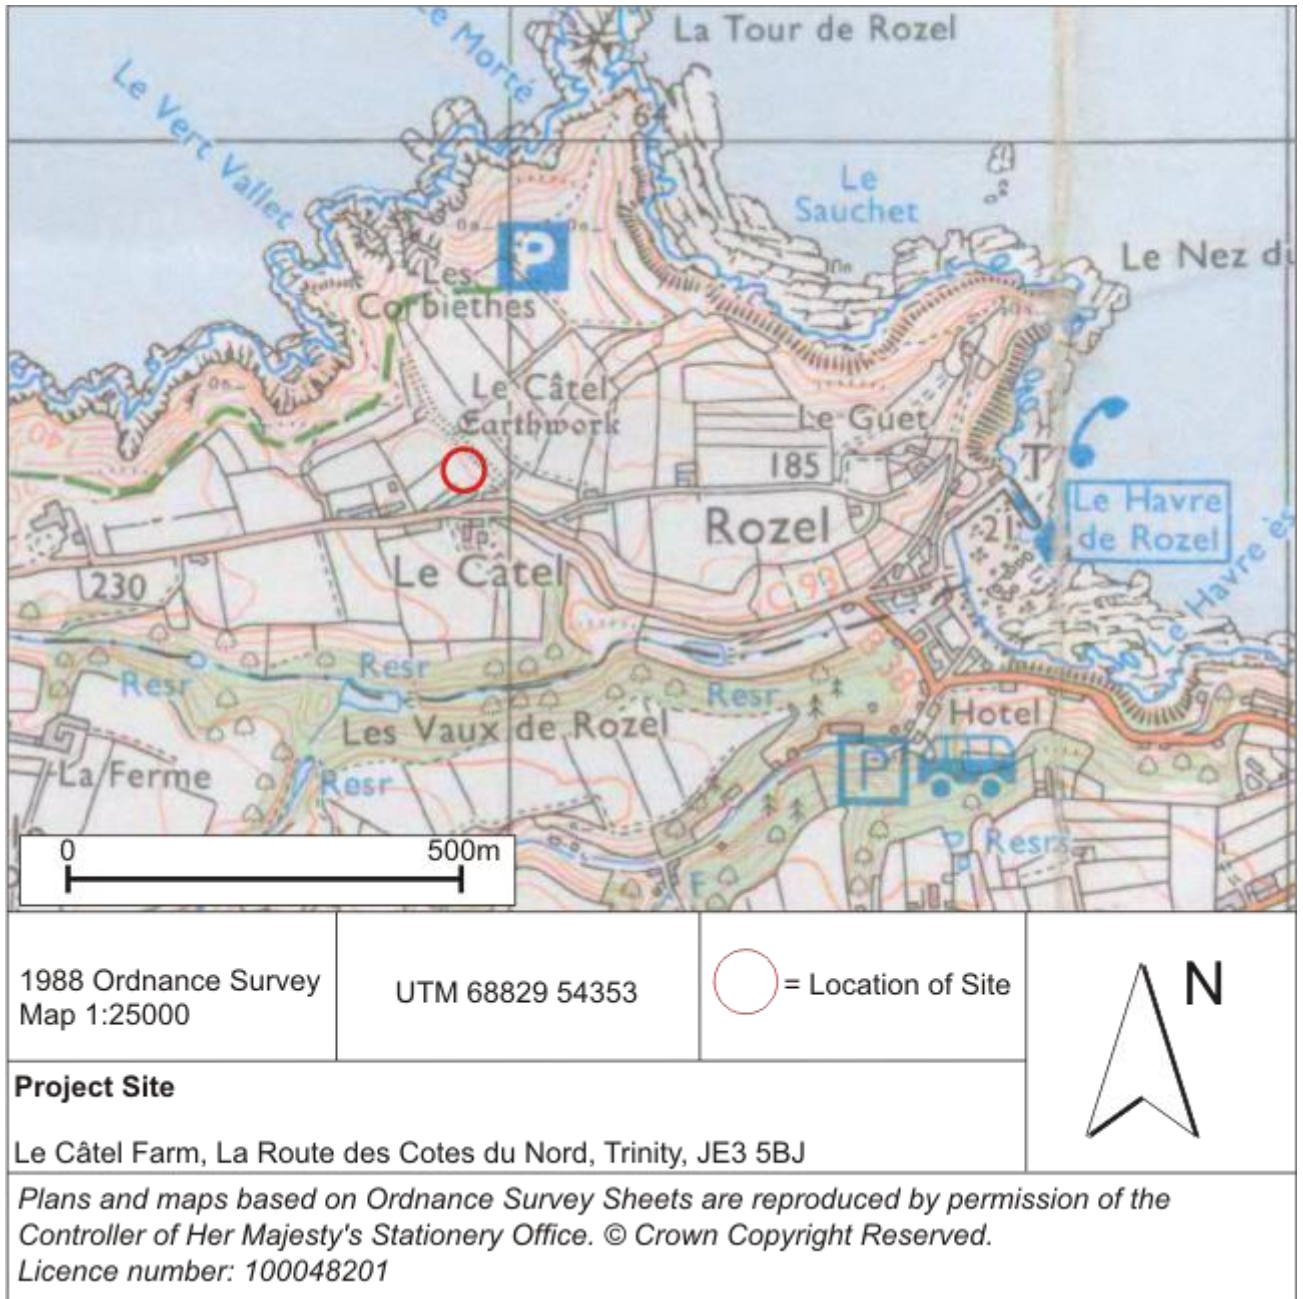 La Tour de Rozel
Le Morté
64
Le Vert Vallet
Le
Sauchet
Le Nez du
P
Les
Corbiethes
Le Câtel
Earthwork
Le Guet
40
185
T
Le Havre
de Rozel
Rozel
21
Le Catel
230
C 93
Le Havre ès
Resr
Resr
Resr
Hotel
Les Vaux de Rozel
La Ferme
Resr
P
Resrs
F
0
500m
1988 Ordnance Survey
Map 1:25000
UTM 68829 54353
= Location of Site
N
Project Site
Le Câtel Farm, La Route des Cotes du Nord, Trinity, JE3 5BJ
Plans and maps based on Ordnance Survey Sheets are reproduced by permission of the
Controller of Her Majesty's Stationery Office. © Crown Copyright Reserved.
Licence number: 100048201